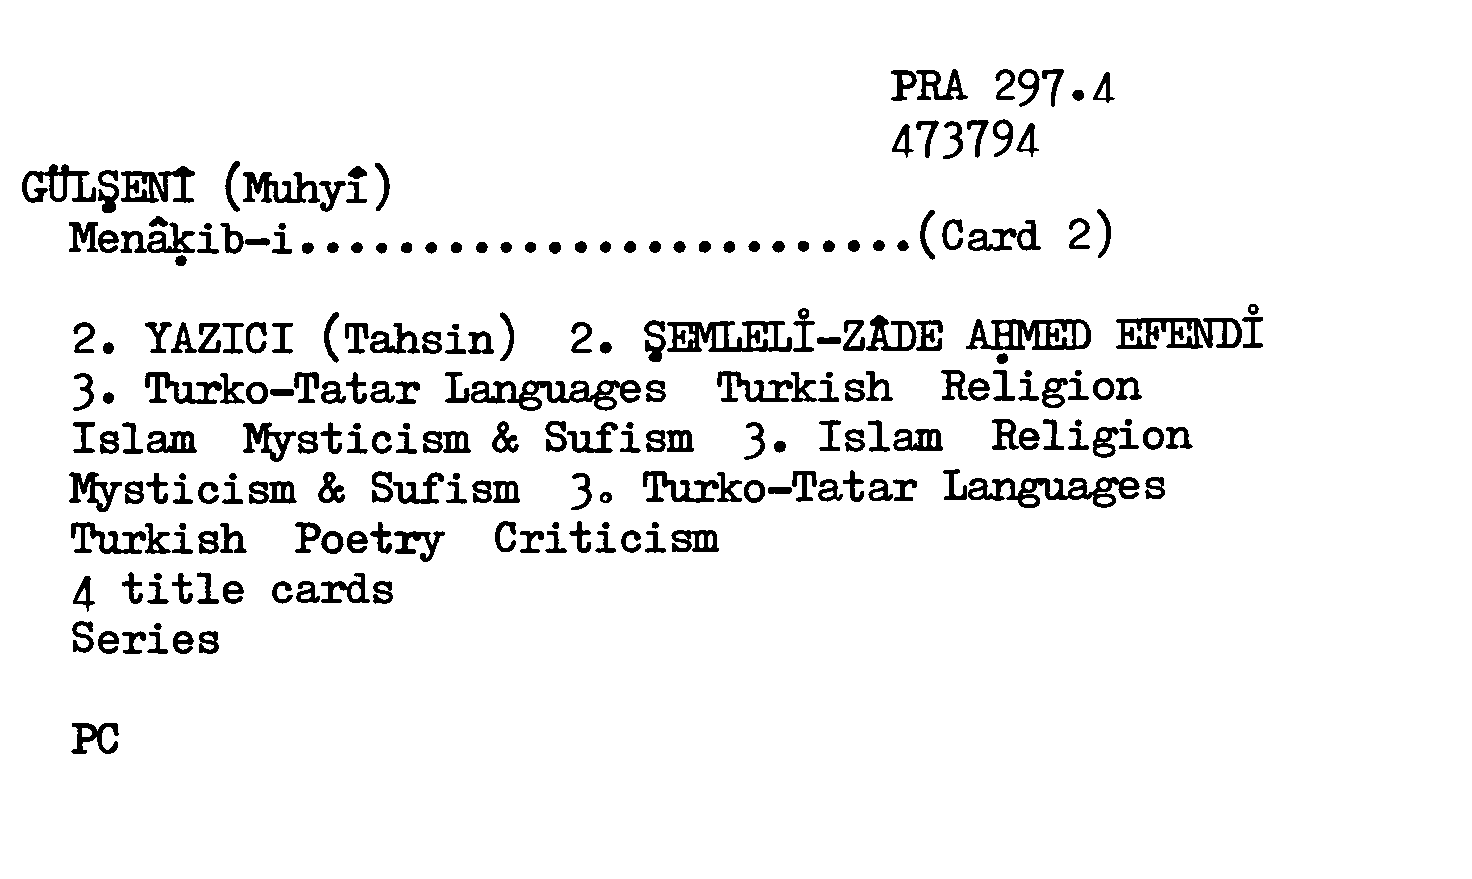 PRA 297.4
473794
GÜLŞENÎ (Muhyî)
Menâḳib-i.........................(Card 2)
2. YAZICI (Tahsin) 2. ŞEMLELİ-ZÂDE AḤMED EFENDİ
3. Turko-Tatar Languages Turkish Religion
Islam Mysticism & Sufism 3. Islam Religion
Mysticism & Sufism 3. Turko-Tatar Languages
Turkish Poetry Criticism
4 title cards
Series
PC